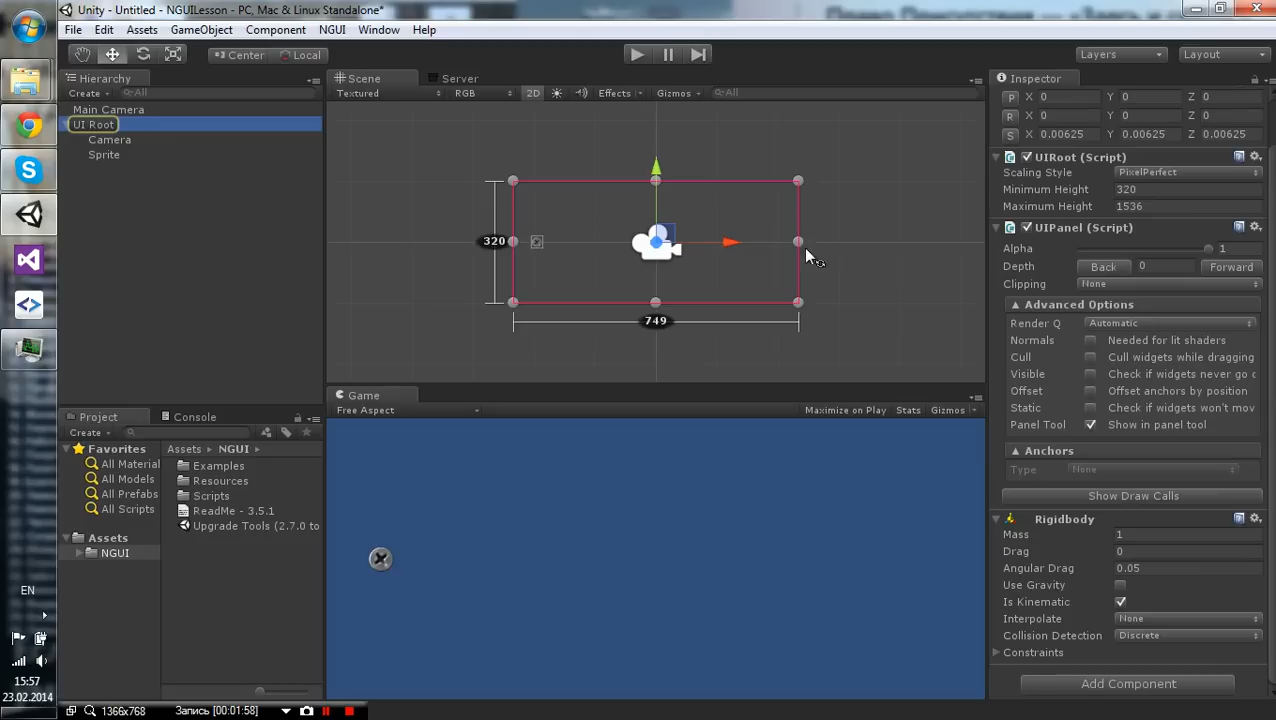 Unity - Untitled - NGUILesson - PC, Mac & Linux Standalone*
File Edit Assets GameObject Component NGUI Window Help
Center Local Layers Layout
Hierarchy
Create All
Main Camera
UI Root
Camera
Sprite
Scene Server
Textured RGB 2D Effects Gizmos All
320
749
Game
Free Aspect Maximize on Play Stats Gizmos
Inspector
P X 0 Y 0 Z 0
R X 0 Y 0 Z 0
S X 0.00625 Y 0.00625 Z 0.00625
UIRoot (Script)
Scaling Style PixelPerfect
Minimum Height 320
Maximum Height 1536
UIPanel (Script)
Alpha 1
Depth Back 0 Forward
Clipping None
▲ Advanced Options
Render Q Automatic
Normals Needed for lit shaders
Cull Cull widgets while dragging
Visible Check if widgets never go o
Offset Offset anchors by position
Static Check if widgets won't mov
Panel Tool Show in panel tool
▲ Anchors
Type None
Show Draw Calls
Rigidbody
Mass 1
Drag 0
Angular Drag 0.05
Use Gravity
Is Kinematic
Interpolate None
Collision Detection Discrete
Constraints
Add Component
Project Console
Create
Favorites
All Material
All Models
All Prefabs
All Scripts
Assets
NGUI
Assets NGUI
Examples
Resources
Scripts
ReadMe - 3.5.1
Upgrade Tools (2.7.0 to
EN
15:57
23.02.2014
1366x768 Запись [00:01:58]